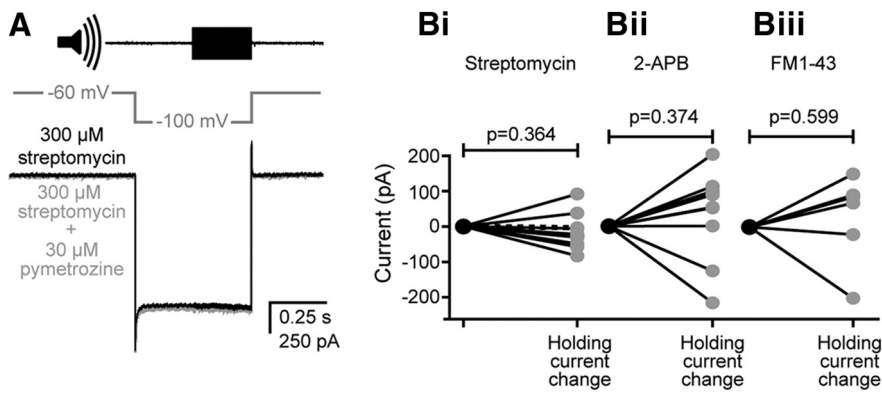 A
-60 mV
-100 mV
300 µM
streptomycin
300 µM
streptomycin
+
30 µM
pymetrozine
0.25 s
250 pA
Bi
Bii
Biii
Streptomycin
2-APB
FM1-43
p=0.364
p=0.374
p=0.599
Current (pA)
200
100
0
-100
-200
Holding
current
change
Holding
current
change
Holding
current
change